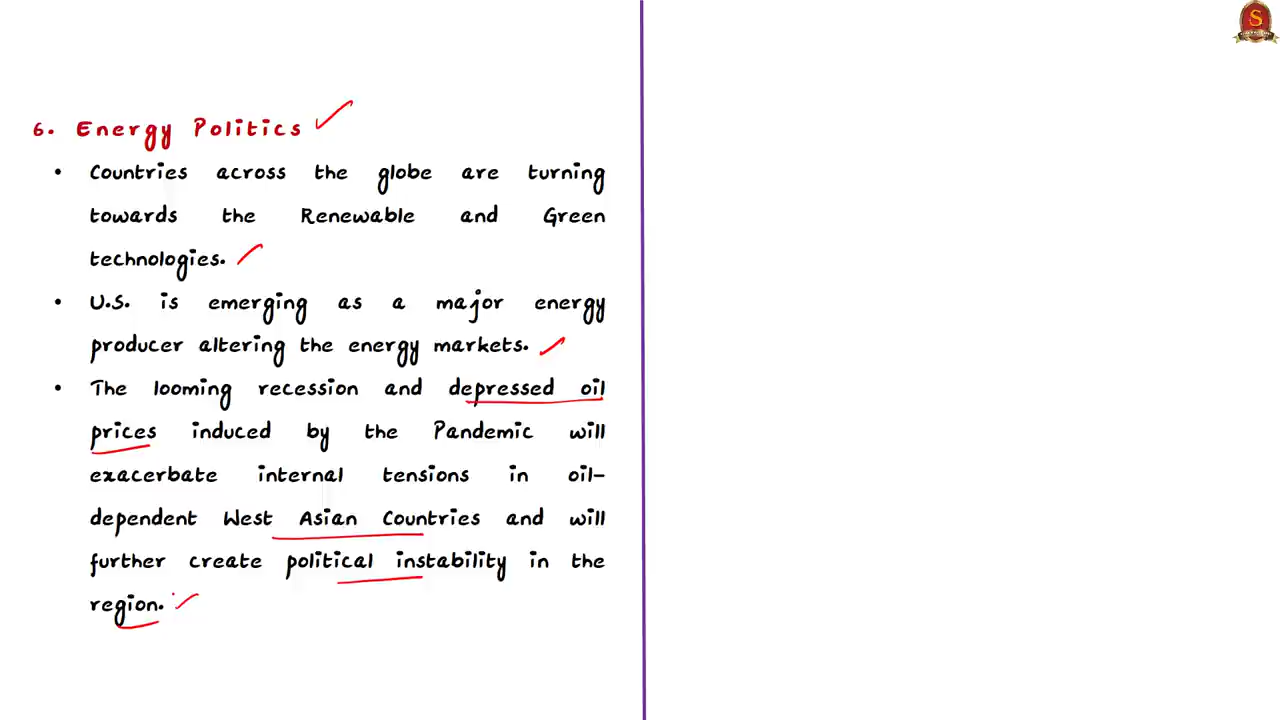 6. Energy Politics
• Countries across the globe are turning
towards the Renewable and Green
technologies.
• U.S. is emerging as a major energy
producer altering the energy markets.
• The looming recession and depressed oil
prices induced by the Pandemic will
exacerbate internal tensions in oil-
dependent West Asian Countries and will
further create political instability in the
region.
S